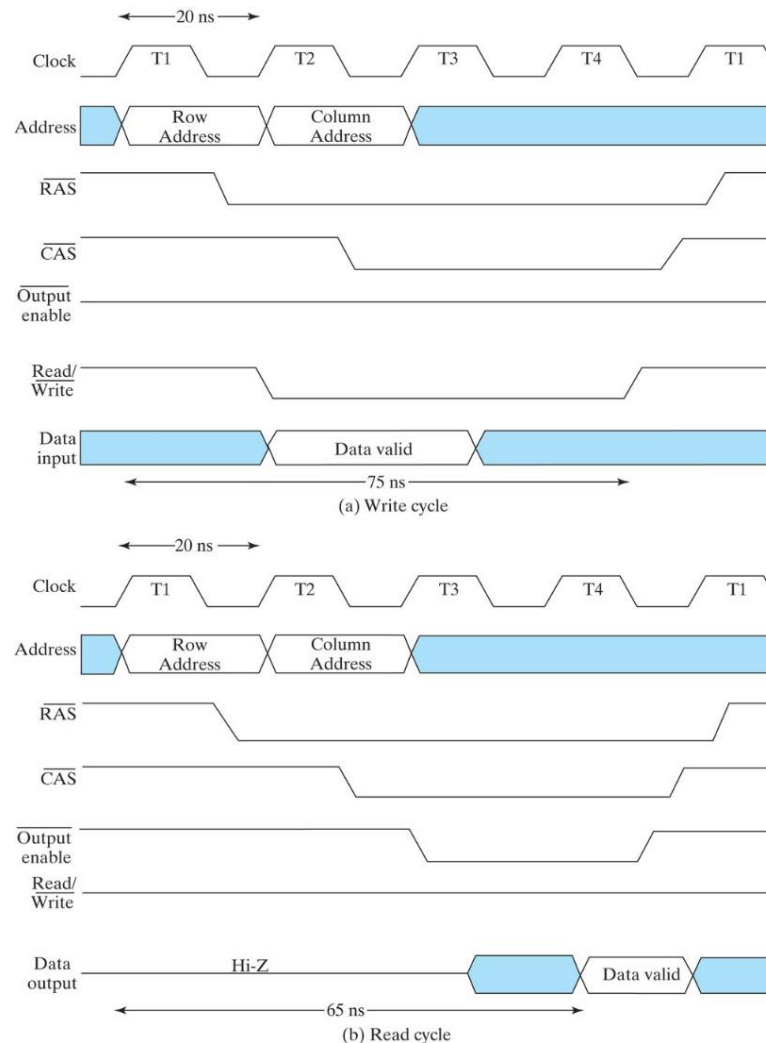 20 ns
Clock T1 T2 T3 T4 T1
Address Row Address Column Address
RAS
CAS
Output enable
Read/Write
Data input Data valid
75 ns
(a) Write cycle
20 ns
Clock T1 T2 T3 T4 T1
Address Row Address Column Address
RAS
CAS
Output enable
Read/Write
Data output Hi-Z Data valid
65 ns
(b) Read cycle